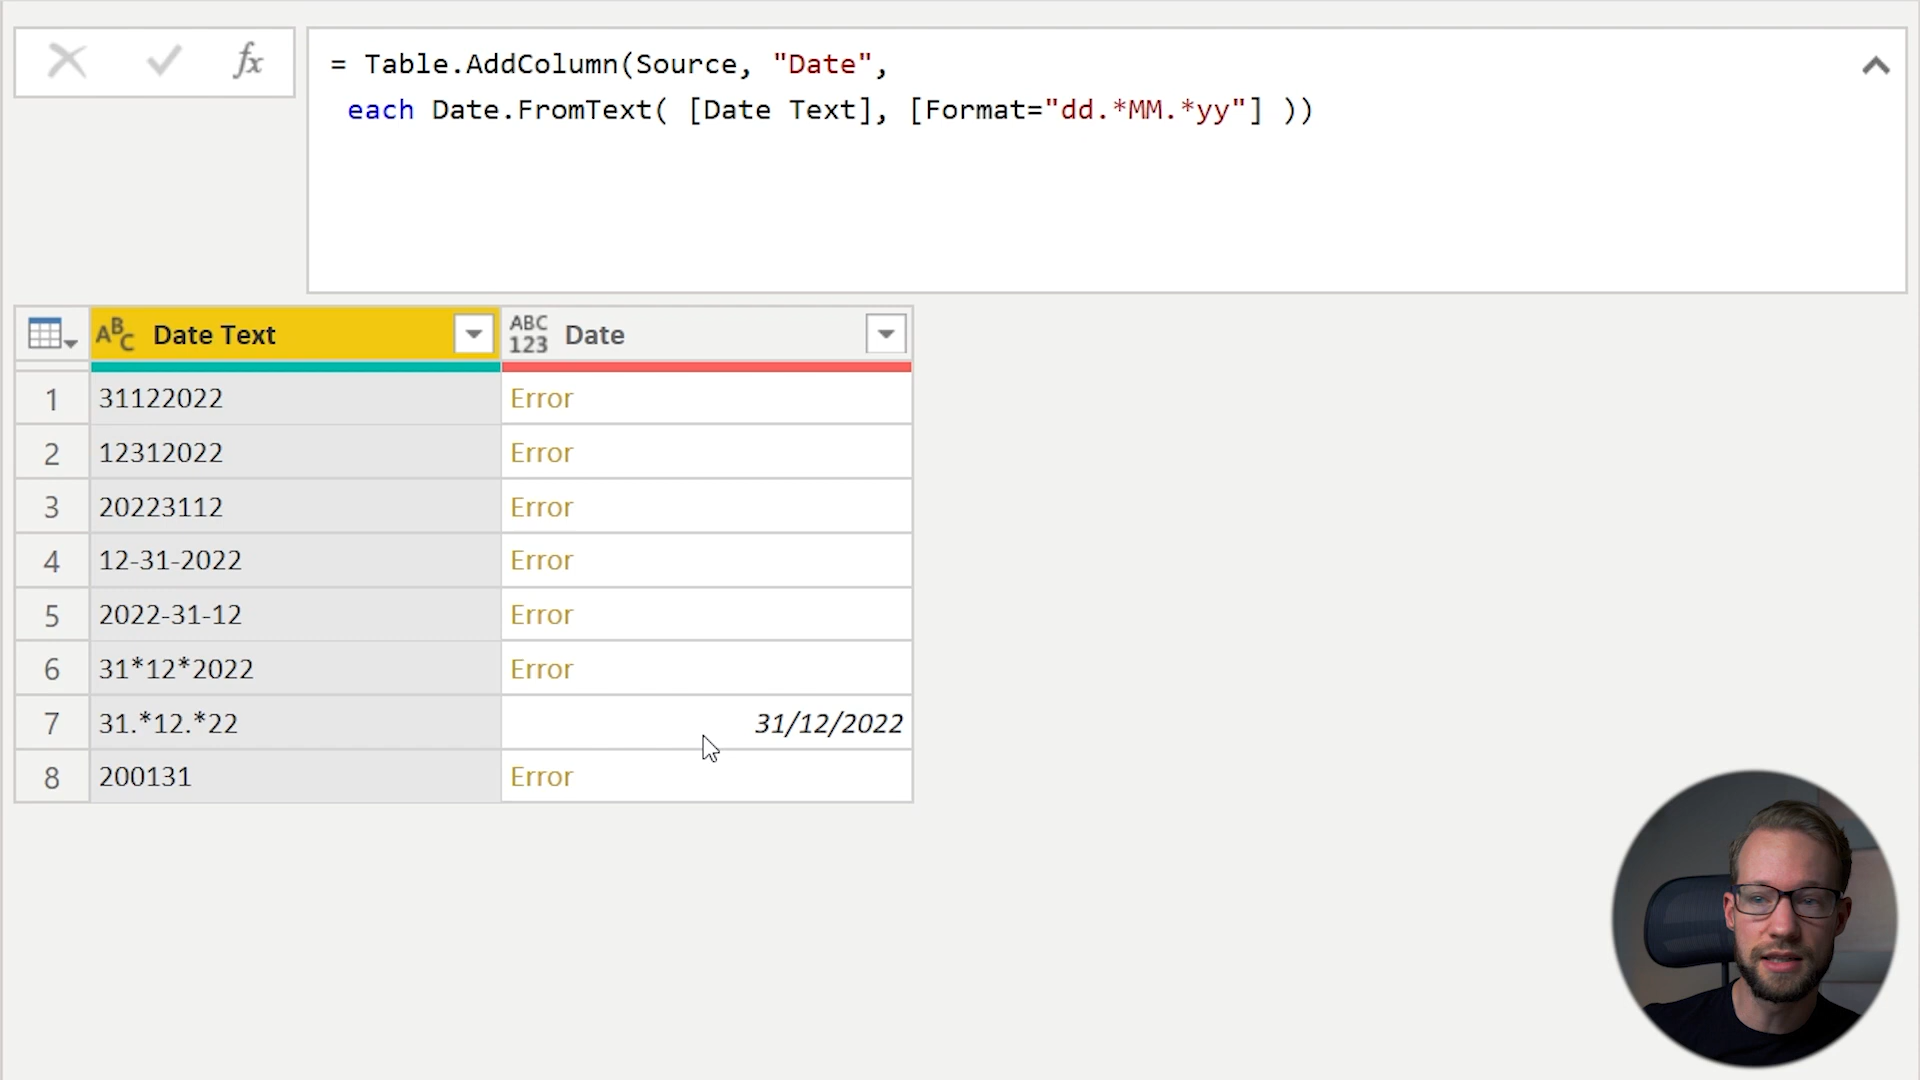 fx
= Table.AddColumn(Source, "Date",
each Date.FromText( [Date Text], [Format="dd.*MM.*yy"] ))
ABC Date Text
ABC 123 Date
1 31122022 Error
2 12312022 Error
3 20223112 Error
4 12-31-2022 Error
5 2022-31-12 Error
6 31*12*2022 Error
7 31.*12.*22 31/12/2022
8 200131 Error